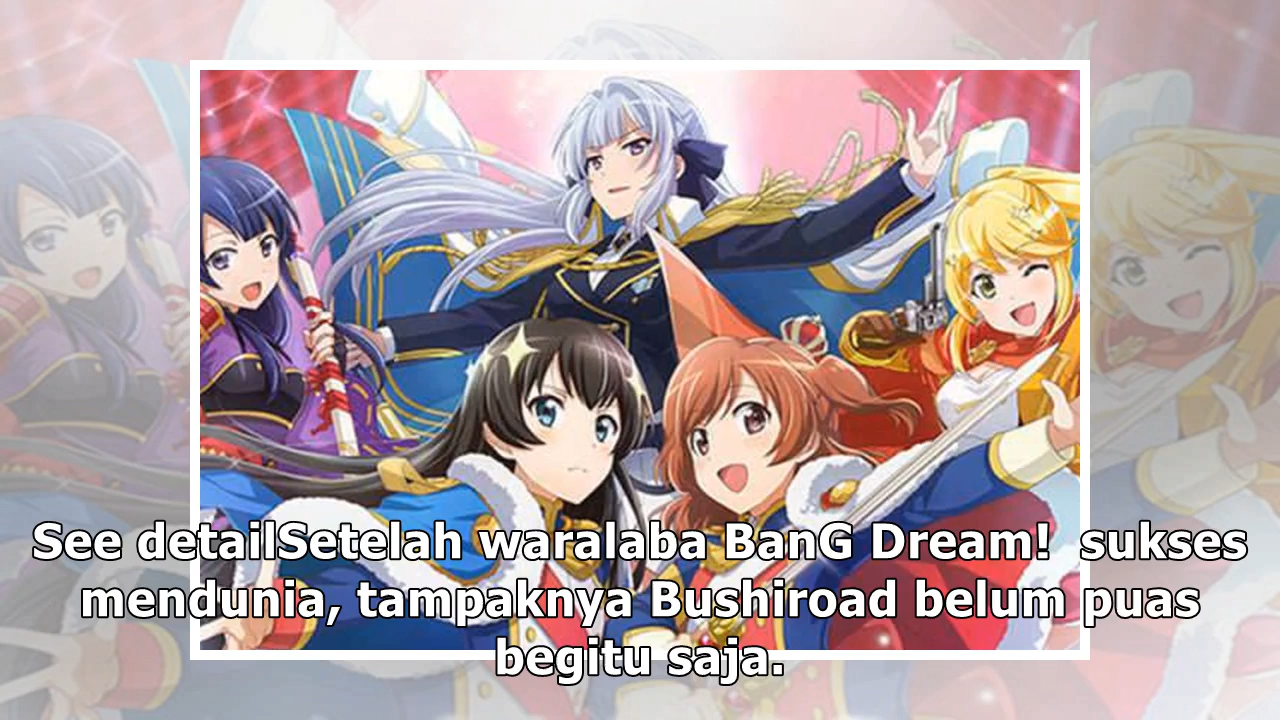 See detailSetelah waralaba BanG Dream!  sukses
mendunia, tampaknya Bushiroad belum puas
begitu saja.